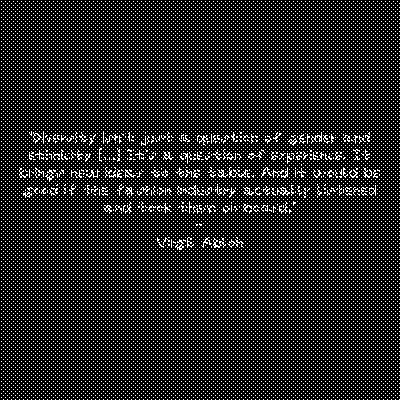 "Diversity isn't just a question of gender and
ethnicity [...] It's a question of experience. It
brings new ideas to the table. And it would be
good if the fashion industry actually listened
and took them on board."
-
Virgil Abloh